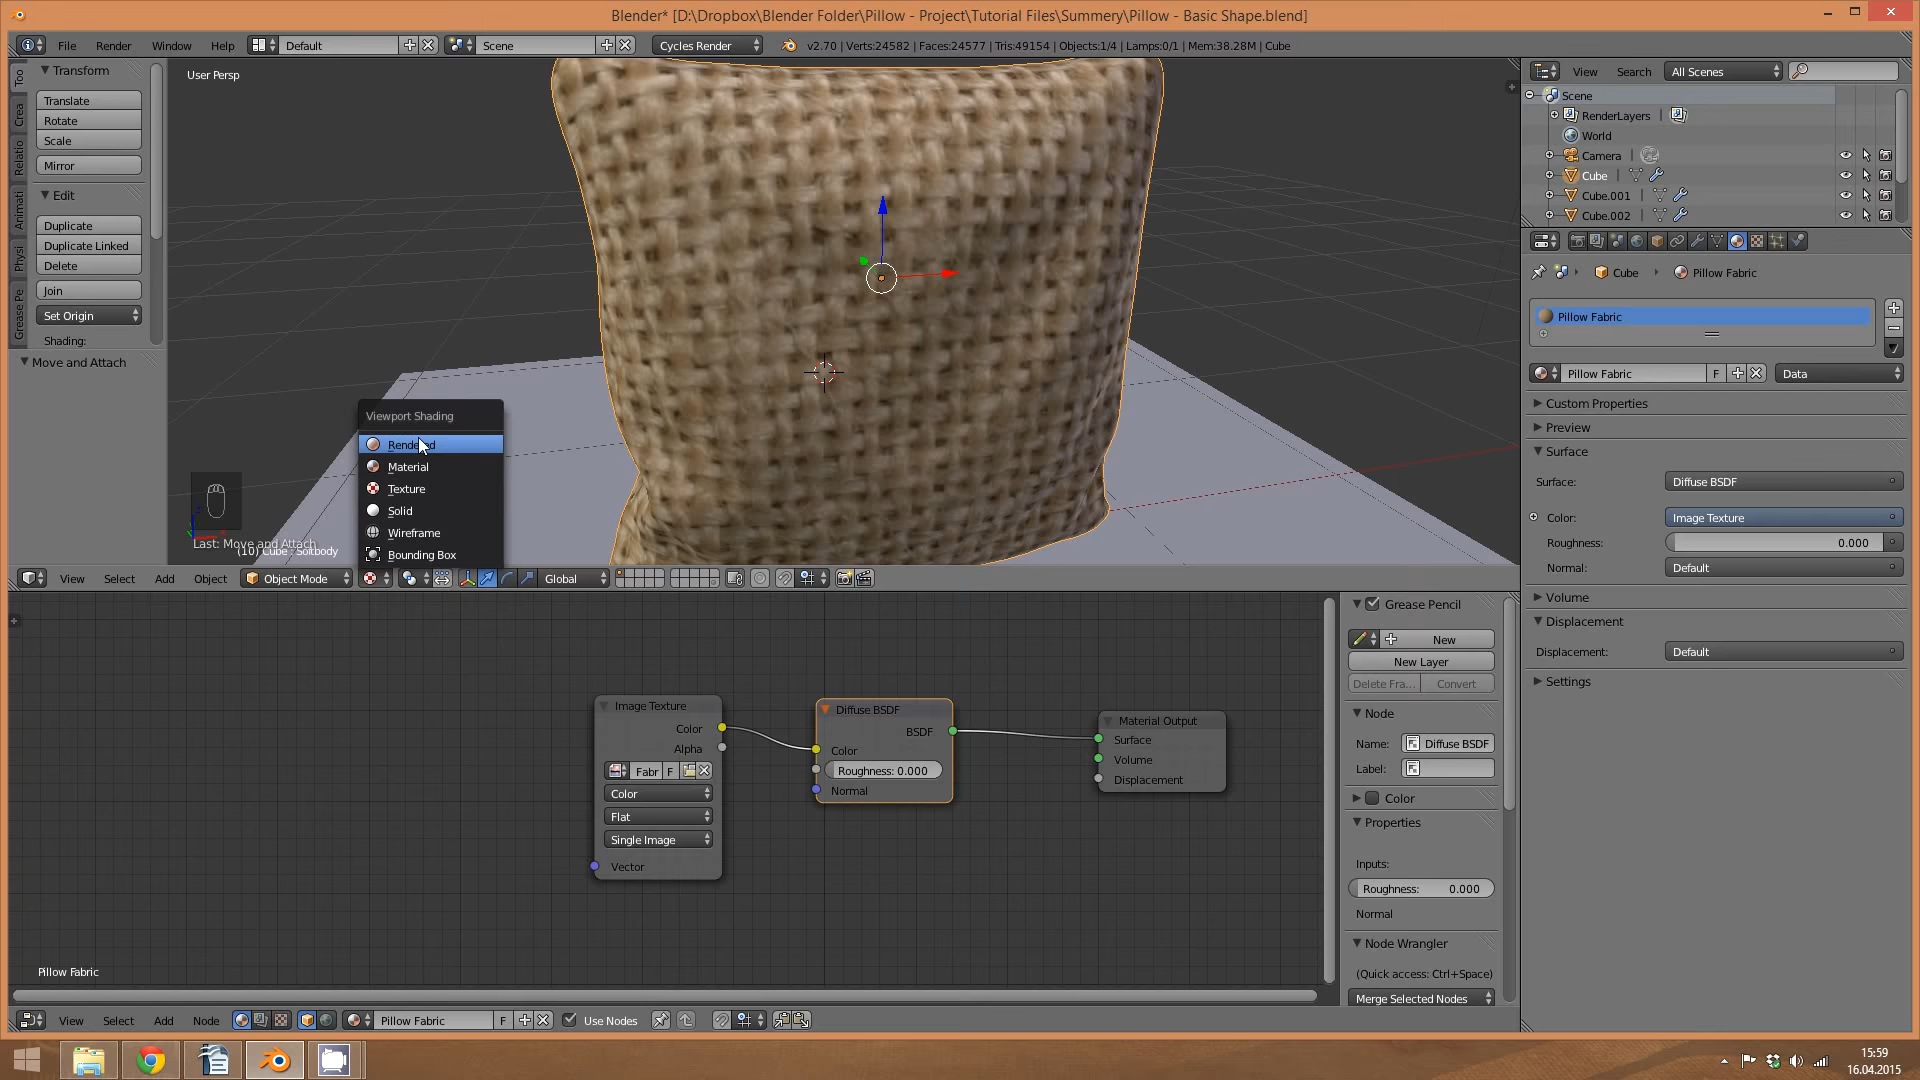 Blender* [D:\Dropbox\Blender Folder\Pillow - Project\Tutorial Files\Summery\Pillow - Basic Shape.blend]
File Render Window Help Default Scene Cycles Render v2.70 | Verts:24582 | Faces:24577 | Tris:49154 | Objects:1/4 | Lamps:0/1 | Mem:38.28M | Cube
Too
Crea
Relatio
Animati
Physi
Grease Pe
Transform
Translate
Rotate
Scale
Mirror
Edit
Duplicate
Duplicate Linked
Delete
Join
Set Origin
Shading:
Move and Attach
User Persp
Viewport Shading
Rendered
Material
Texture
Solid
Wireframe
Bounding Box
Last: Move and Attach
(10) Cube : Softbody
View Select Add Object Object Mode Global
View Search All Scenes
Scene
RenderLayers
World
Camera
Cube
Cube.001
Cube.002
Cube Pillow Fabric
Pillow Fabric
Pillow Fabric F Data
Custom Properties
Preview
Surface
Surface: Diffuse BSDF
Color: Image Texture
Roughness: 0.000
Normal: Default
Volume
Displacement
Displacement: Default
Settings
Image Texture
Color
Alpha
Fabr F
Color
Flat
Single Image
Vector
Diffuse BSDF
BSDF
Color
Roughness: 0.000
Normal
Material Output
Surface
Volume
Displacement
Pillow Fabric
Grease Pencil
New
New Layer
Delete Fra... Convert
Node
Name: Diffuse BSDF
Label:
Color
Properties
Inputs:
Roughness: 0.000
Normal
Node Wrangler
(Quick access: Ctrl+Space)
Merge Selected Nodes
View Select Add Node Pillow Fabric F Use Nodes
15:59
16.04.2015